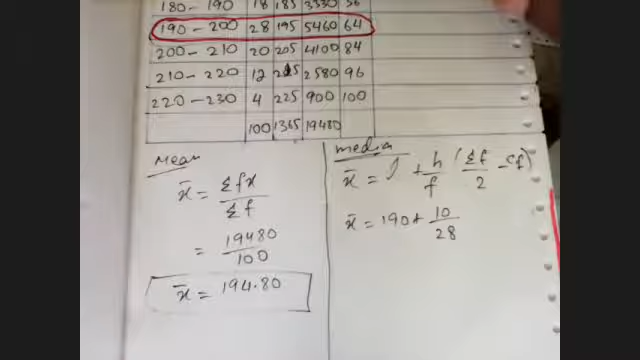 180 - 190 18 185 3330 36
190 - 200 28 195 5460 64
200 - 210 20 205 4100 84
210 - 220 12 215 2580 96
220 - 230 4 225 900 100
100 1365 19480
Mean
x̄ = Σfx / Σf
= 19480 / 100
x̄ = 194.80
media
x̄ = l + h/f (Σf/2 - cf)
x̄ = 190 + 10/28